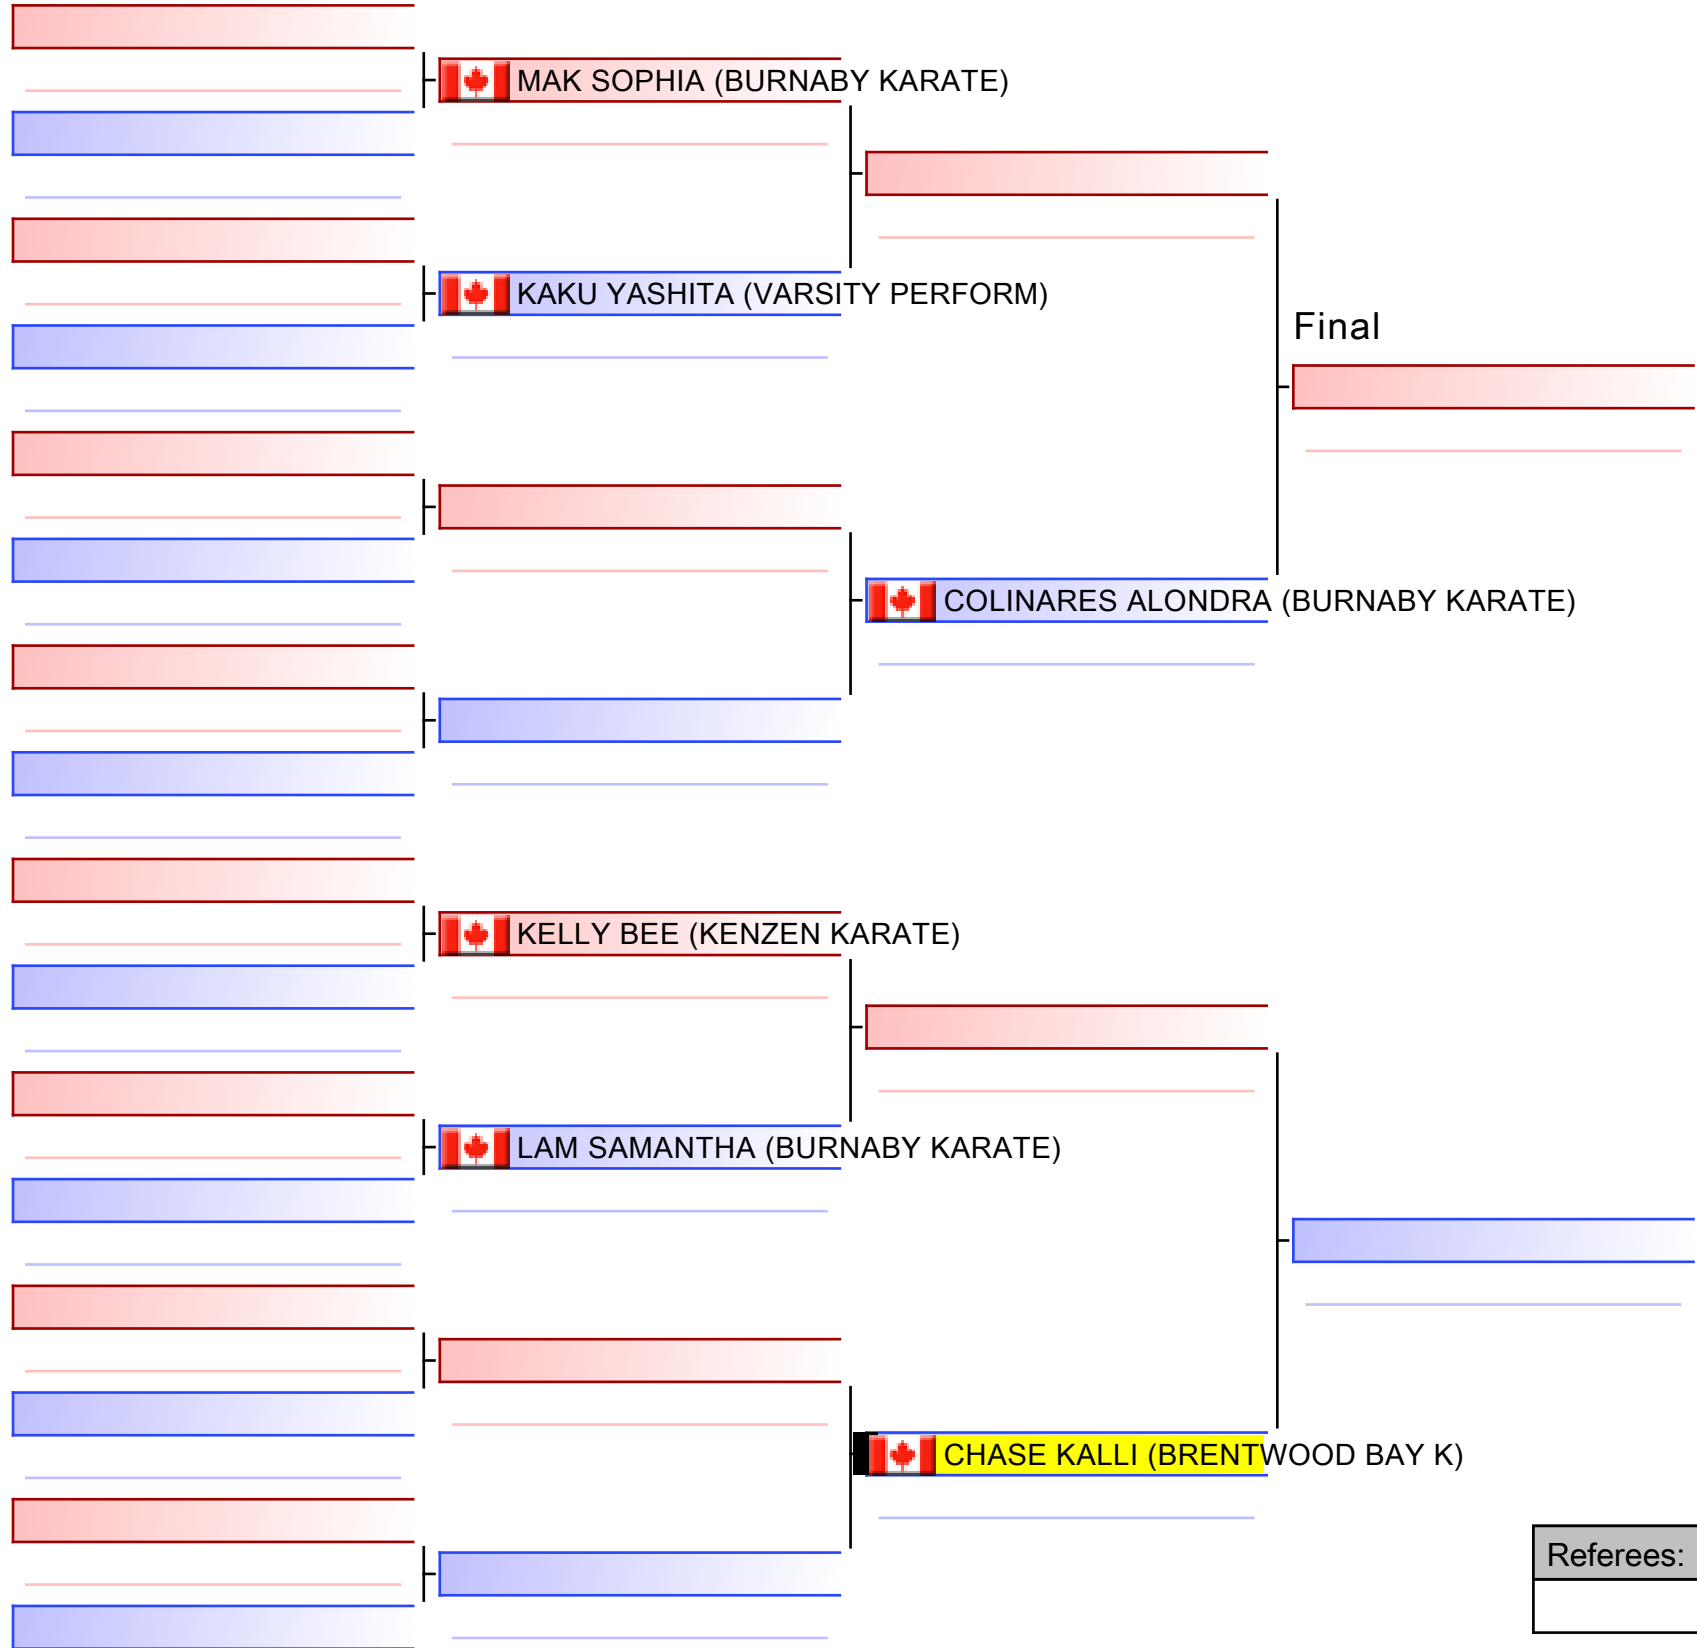 MAK SOPHIA (BURNABY KARATE)
KAKU YASHITA (VARSITY PERFORM)
Final
COLINARES ALONDRA (BURNABY KARATE)
KELLY BEE (KENZEN KARATE)
LAM SAMANTHA (BURNABY KARATE)
CHASE KALLI (BRENTWOOD BAY K)
Referees: